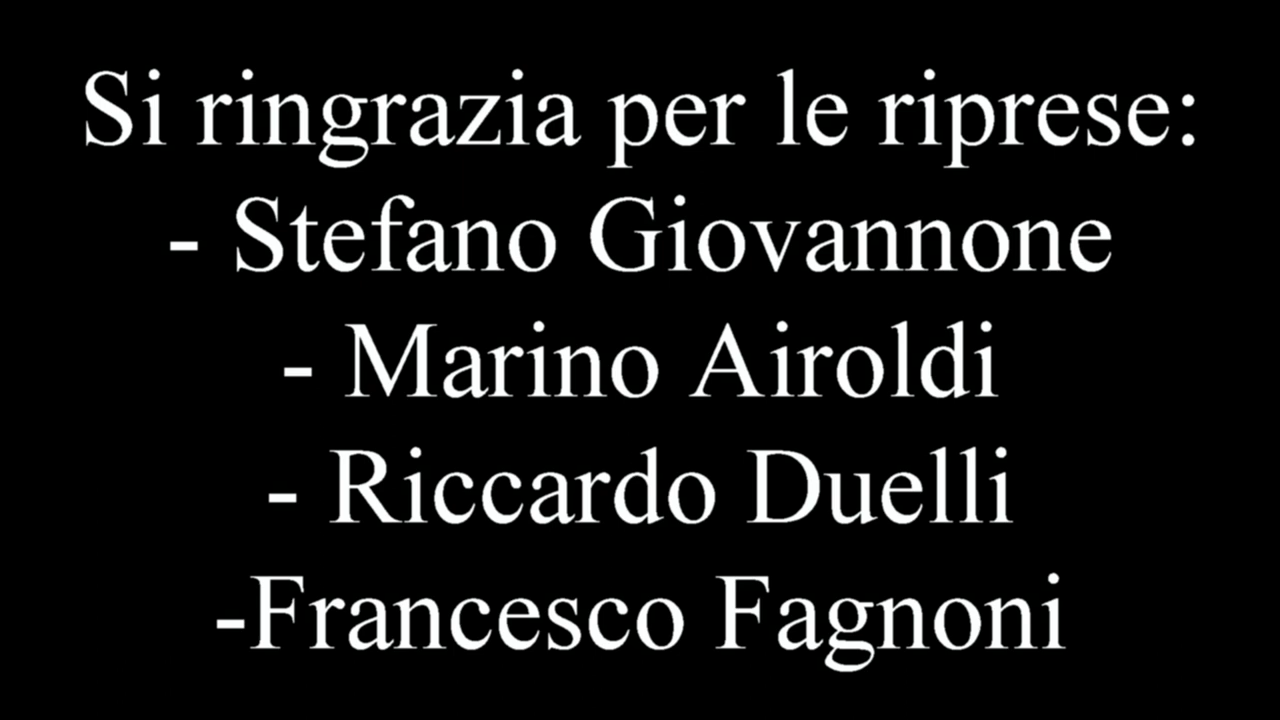 Si ringrazia per le riprese:
- Stefano Giovannone
- Marino Airoldi
- Riccardo Duelli
-Francesco Fagnoni